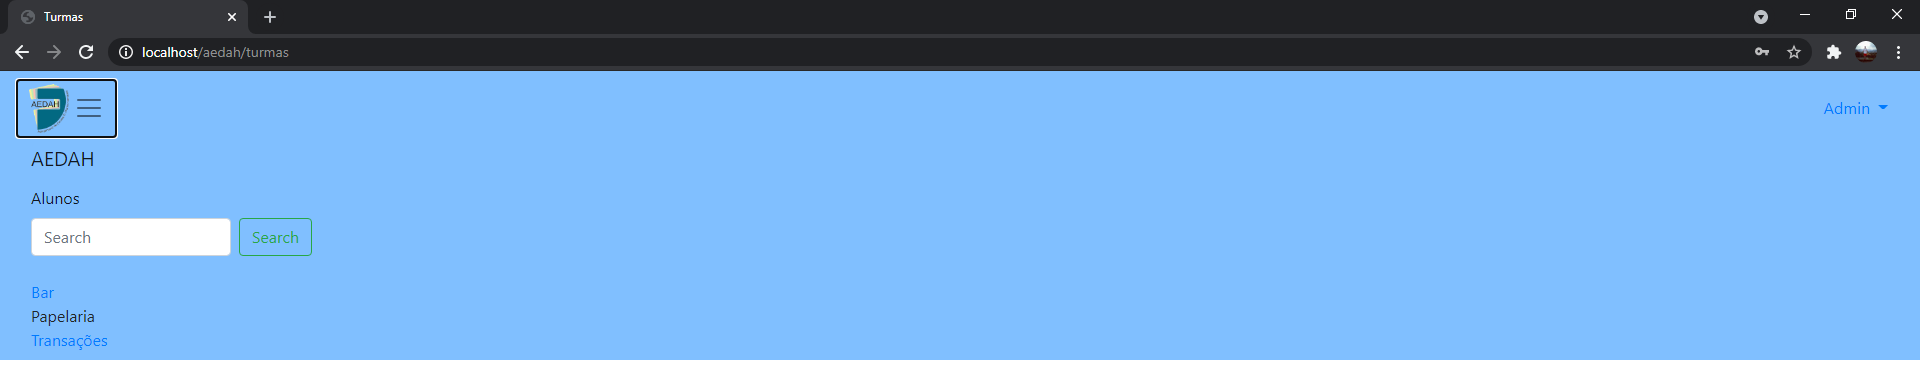 Turmas
localhost/aedah/turmas
AEDAH
Admin
AEDAH
Alunos
Search Search
Bar
Papelaria
Transações